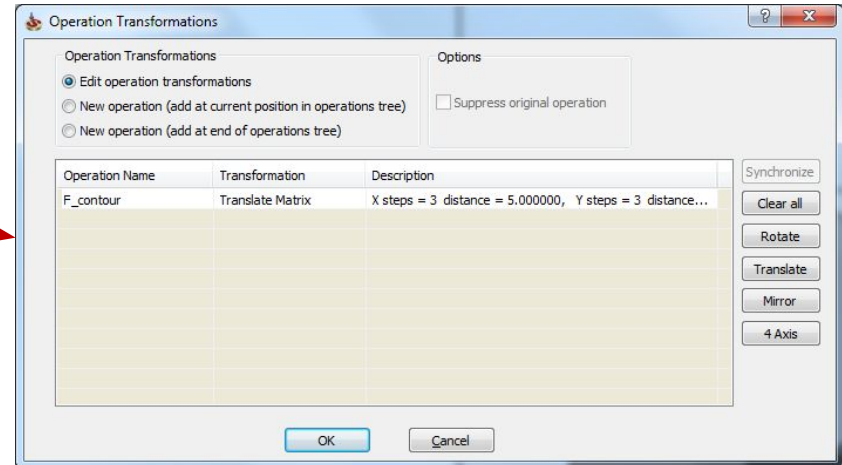 Operation Transformations
Operation Transformations
Edit operation transformations
New operation (add at current position in operations tree)
New operation (add at end of operations tree)
Options
Suppress original operation
Operation Name Transformation Description
F_contour Translate Matrix X steps = 3 distance = 5.000000, Y steps = 3 distance...
Synchronize
Clear all
Rotate
Translate
Mirror
4 Axis
OK Cancel